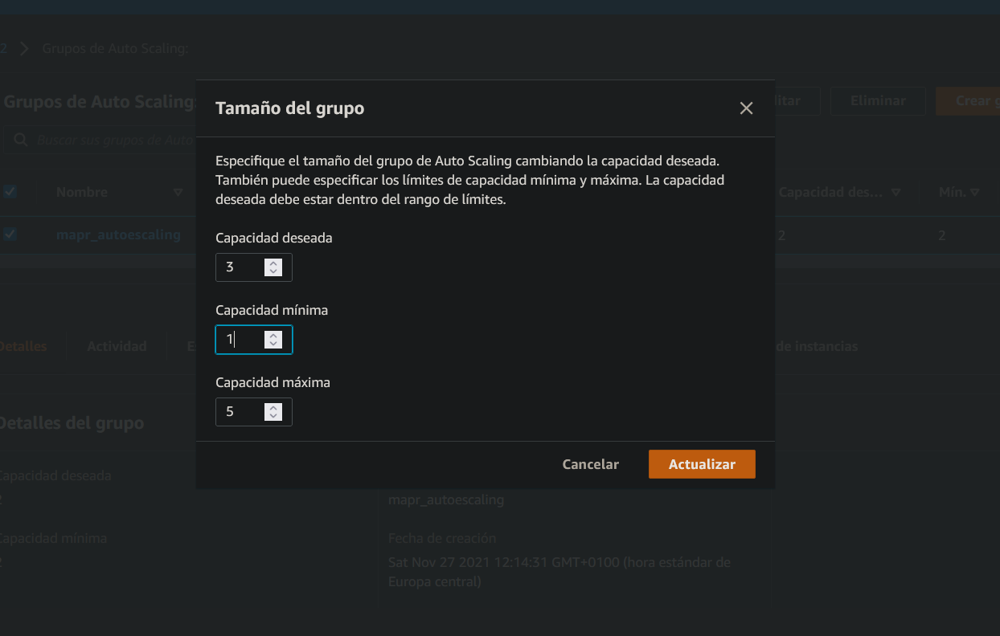 2 > Grupos de Auto Scaling:
Grupos de Auto Scaling:
Eliminar
Crear
Buscar sus grupos de Auto
Nombre
Capacidad des...
Mín.
mapr_autoescaling
2
2
Tamaño del grupo
Especifique el tamaño del grupo de Auto Scaling cambiando la capacidad deseada.
También puede especificar los límites de capacidad mínima y máxima. La capacidad
deseada debe estar dentro del rango de límites.
Capacidad deseada
3
Capacidad mínima
1
Capacidad máxima
5
Cancelar
Actualizar
Detalles
Actividad
de instancias
Detalles del grupo
Capacidad deseada
2
mapr_autoescaling
Capacidad mínima
2
Fecha de creación
Sat Nov 27 2021 12:14:31 GMT+0100 (hora estándar de
Europa central)